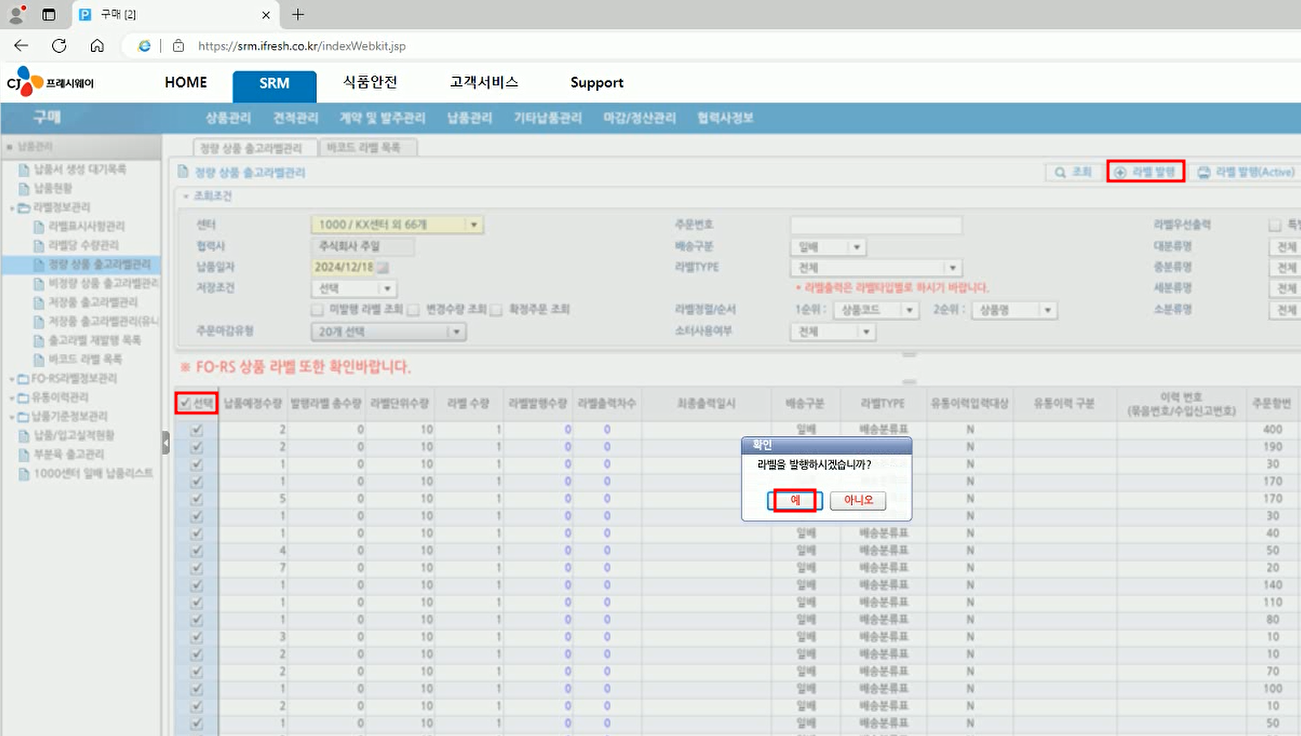 구매 [2]
https://srm.ifresh.co.kr/indexWebkit.jsp
CJ 프레시웨이 HOME SRM 식품안전 고객서비스 Support
구매 상품관리 견적관리 계약 및 발주관리 납품관리 기타납품관리 마감/정산관리 협력사정보
납품관리
납품서 생성 대기목록
납품현황
라벨정보관리
라벨표시사항관리
라벨당 수량관리
정량 상품 출고라벨관리
비정량 상품 출고라벨관리
저장품 출고라벨관리
저장품 출고라벨관리(유니
출고라벨 재발행 목록
바코드 라벨 목록
FO-RS라벨정보관리
유통이력관리
납품기준정보관리
납품/입고실적현황
부분육 출고관리
1000센터 일배 납품리스트
정량 상품 출고라벨관리 바코드 라벨 목록
정량 상품 출고라벨관리 조회 라벨 발행 라벨 발행(Active)
조회조건
센터 1000 / KX센터 외 66개 주문번호 라벨우선출력 특
협력사 주식회사 주일 배송구분 일배 대분류명 전체
납품일자 2024/12/18 라벨TYPE 전체 중분류명 전체
저장조건 선택 * 라벨출력은 라벨타입별로 하시기 바랍니다. 세분류명 전체
미발행 라벨 조회 변경수량 조회 확정주문 조회 라벨정렬/순서 1순위 : 상품코드 2순위 : 상품명 소분류명 전체
주문마감유형 20개 선택 소터사용여부 전체
※ FO-RS 상품 라벨 또한 확인바랍니다.
선택 납품예정수량 발행라벨 총수량 라벨단위수량 라벨 수량 라벨발행수량 라벨출력차수 최종출력일시 배송구분 라벨TYPE 유통이력입력대상 유통이력 구분 이력 번호 (묶음번호/수입신고번호) 주문항번
2 0 10 1 0 0 일배 배송분류표 N 400
2 0 10 1 0 0 N 190
1 0 10 1 0 0 N 30
1 0 10 1 0 0 N 170
5 0 10 1 0 0 N 170
1 0 10 1 0 0 N 30
1 0 10 1 0 0 일배 배송분류표 N 40
4 0 10 1 0 0 일배 배송분류표 N 50
7 0 10 1 0 0 일배 배송분류표 N 20
1 0 10 1 0 0 일배 배송분류표 N 140
1 0 10 1 0 0 일배 배송분류표 N 110
1 0 10 1 0 0 일배 배송분류표 N 80
3 0 10 1 0 0 일배 배송분류표 N 10
2 0 10 1 0 0 일배 배송분류표 N 10
2 0 10 1 0 0 일배 배송분류표 N 70
1 0 10 1 0 0 일배 배송분류표 N 100
2 0 10 1 0 0 일배 배송분류표 N 10
1 0 10 1 0 0 일배 배송분류표 N 50
확인
라벨을 발행하시겠습니까?
예 아니오